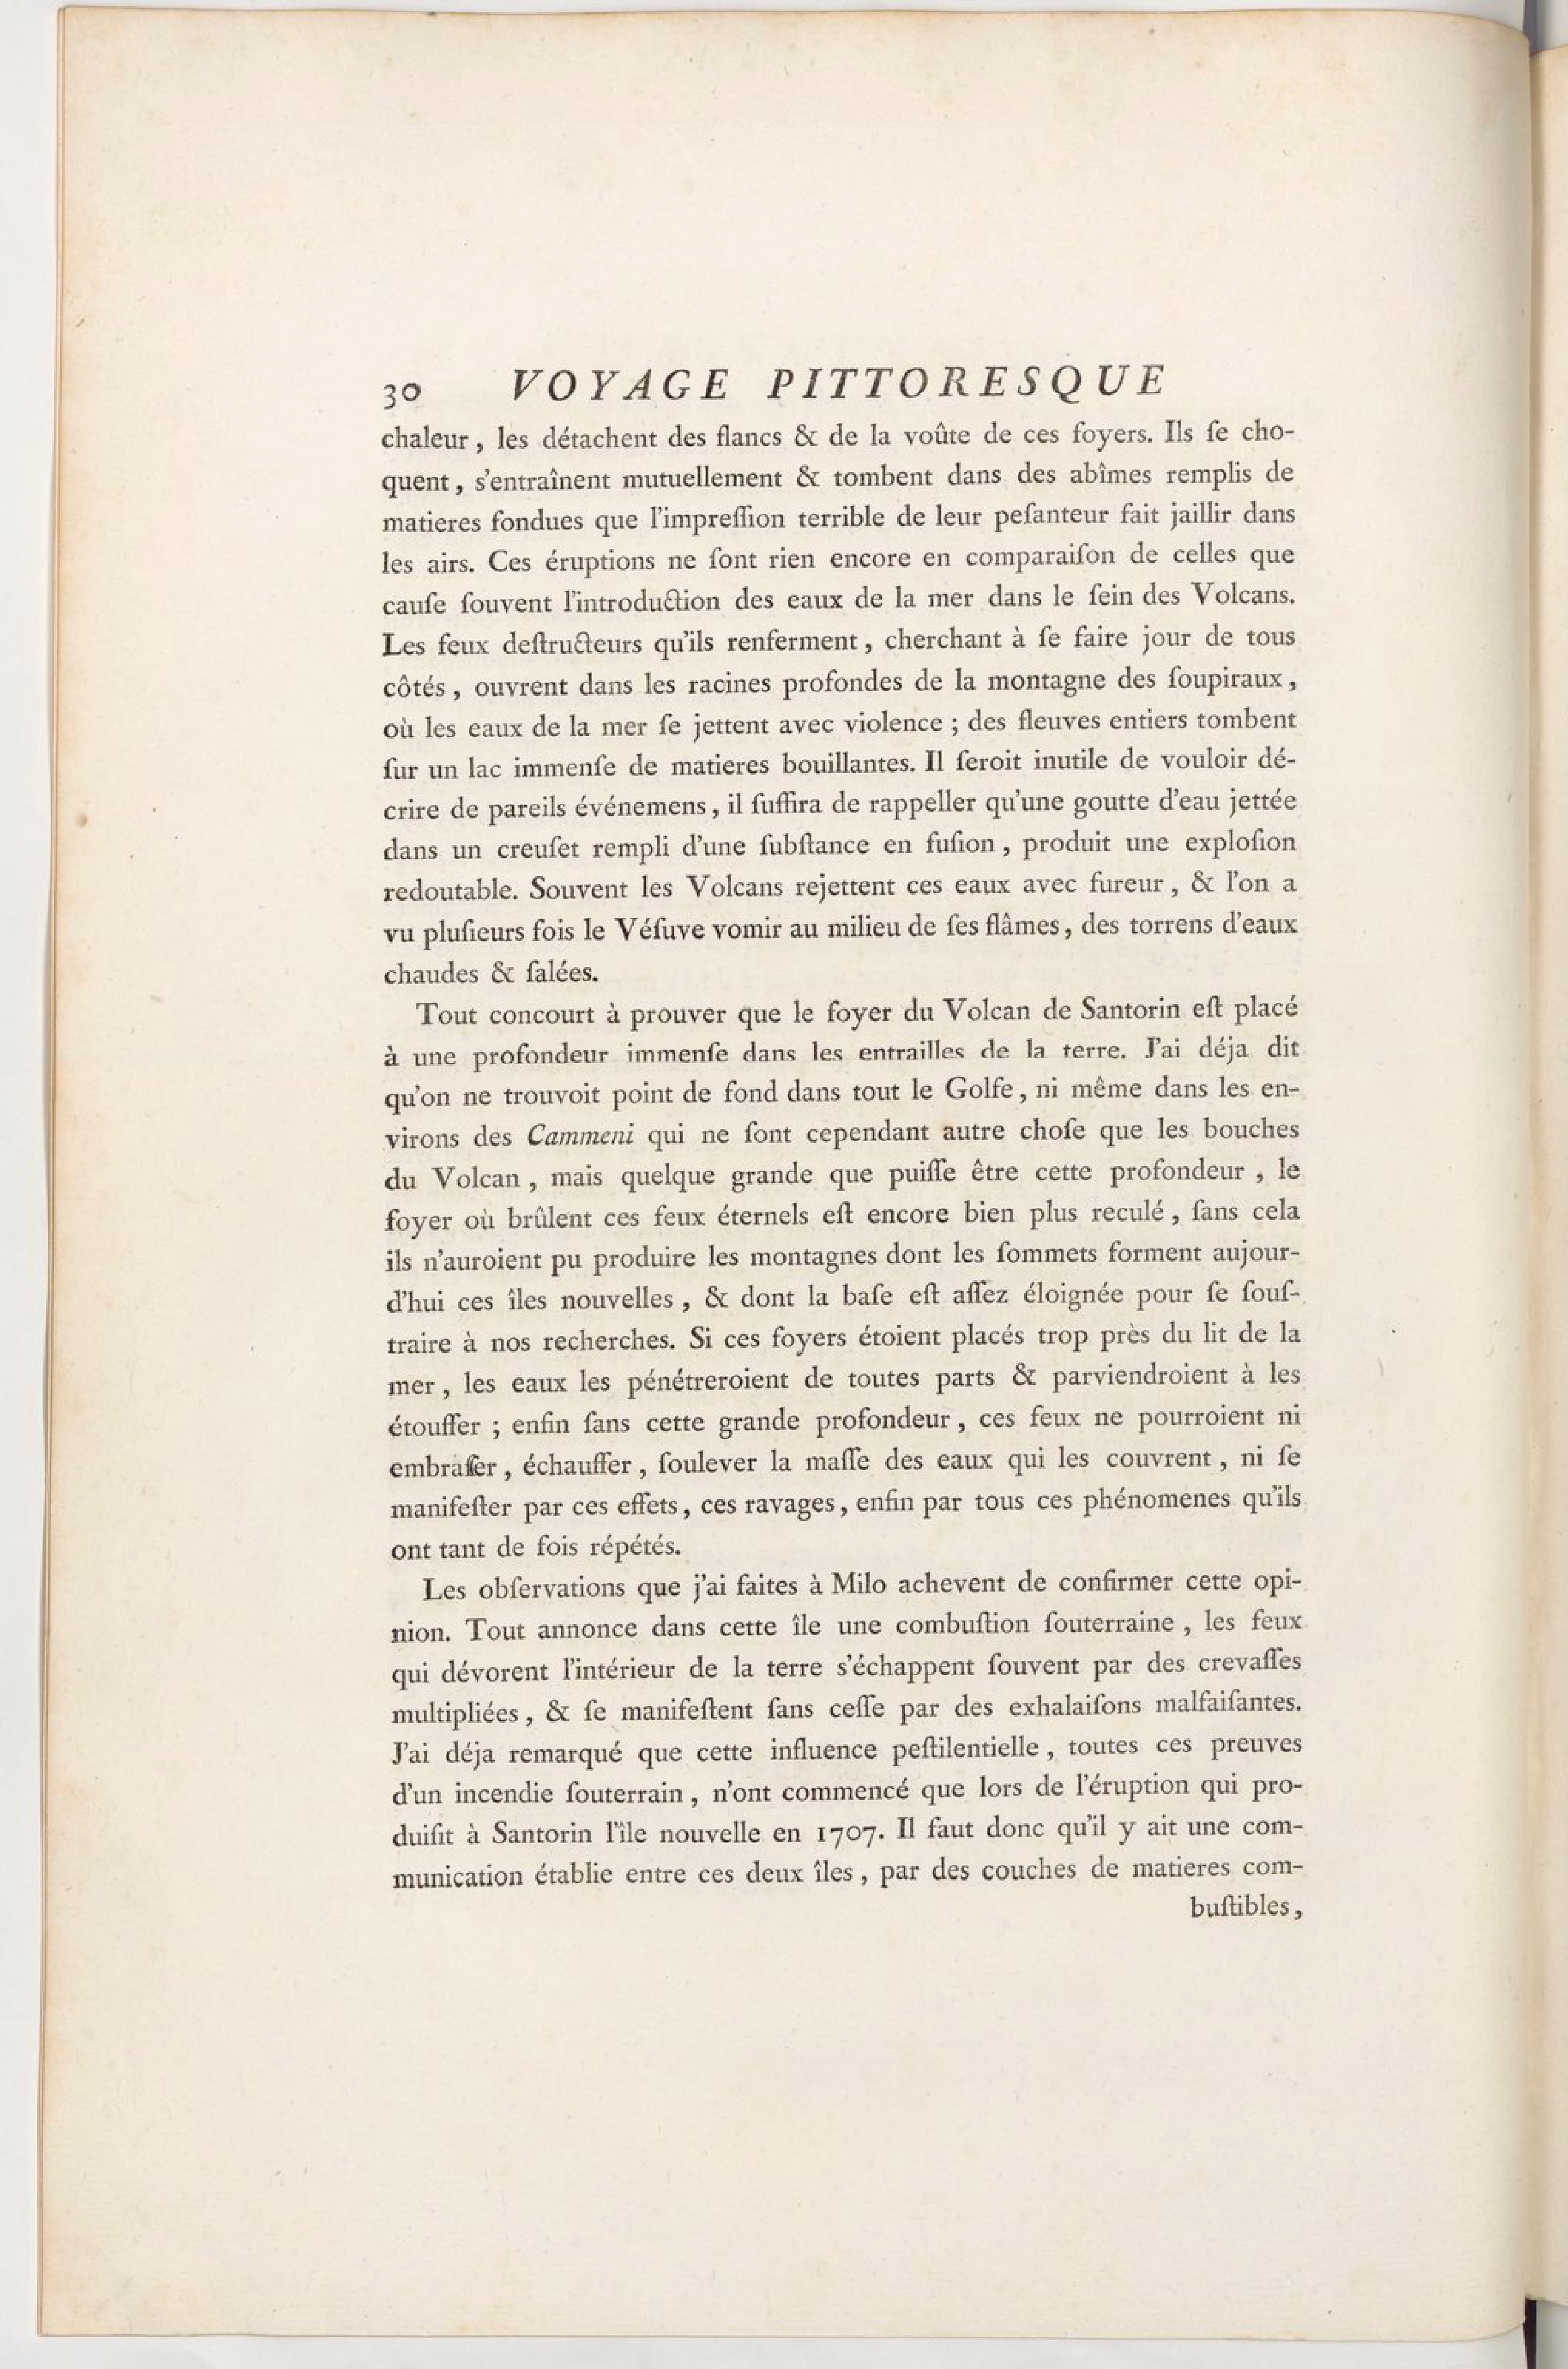 30 VOYAGE PITTORESQUE
chaleur, les détachent des flancs & de la voûte de ces foyers. Ils ſe cho-
quent, s'entraînent mutuellement & tombent dans des abîmes remplis de
matieres fondues que l'impreſſion terrible de leur peſanteur fait jaillir dans
les airs. Ces éruptions ne ſont rien encore en comparaiſon de celles que
cauſe ſouvent l'introduction des eaux de la mer dans le ſein des Volcans.
Les feux deſtructeurs qu'ils renferment, cherchant à ſe faire jour de tous
côtés, ouvrent dans les racines profondes de la montagne des ſoupiraux,
où les eaux de la mer ſe jettent avec violence ; des fleuves entiers tombent
ſur un lac immenſe de matieres bouillantes. Il ſeroit inutile de vouloir dé-
crire de pareils événemens, il ſuffira de rappeller qu'une goutte d'eau jettée
dans un creuſet rempli d'une ſubſtance en fuſion, produit une exploſion
redoutable. Souvent les Volcans rejettent ces eaux avec fureur, & l'on a
vu pluſieurs fois le Véſuve vomir au milieu de ſes flâmes, des torrens d'eaux
chaudes & ſalées.
Tout concourt à prouver que le foyer du Volcan de Santorin eſt placé
à une profondeur immenſe dans les entrailles de la terre. J'ai déja dit
qu'on ne trouvoit point de fond dans tout le Golfe, ni même dans les en-
virons des Cammeni qui ne ſont cependant autre choſe que les bouches
du Volcan, mais quelque grande que puiſſe être cette profondeur, le
foyer où brûlent ces feux éternels eſt encore bien plus reculé, ſans cela
ils n'auroient pu produire les montagnes dont les ſommets forment aujour-
d'hui ces îles nouvelles, & dont la baſe eſt aſſez éloignée pour ſe ſouſ-
traire à nos recherches. Si ces foyers étoient placés trop près du lit de la
mer, les eaux les pénétreroient de toutes parts & parviendroient à les
étouffer ; enfin ſans cette grande profondeur, ces feux ne pourroient ni
embraſer, échauffer, ſoulever la maſſe des eaux qui les couvrent, ni ſe
manifeſter par ces effets, ces ravages, enfin par tous ces phénomenes qu'ils
ont tant de fois répétés.
Les obſervations que j'ai faites à Milo achevent de confirmer cette opi-
nion. Tout annonce dans cette île une combuſtion ſouterraine, les feux
qui dévorent l'intérieur de la terre s'échappent ſouvent par des crevaſſes
multipliées, & ſe manifeſtent ſans ceſſe par des exhalaiſons malfaiſantes.
J'ai déja remarqué que cette influence peſtilentielle, toutes ces preuves
d'un incendie ſouterrain, n'ont commencé que lors de l'éruption qui pro-
duiſit à Santorin l'île nouvelle en 1707. Il faut donc qu'il y ait une com-
munication établie entre ces deux îles, par des couches de matieres com-
buſtibles,